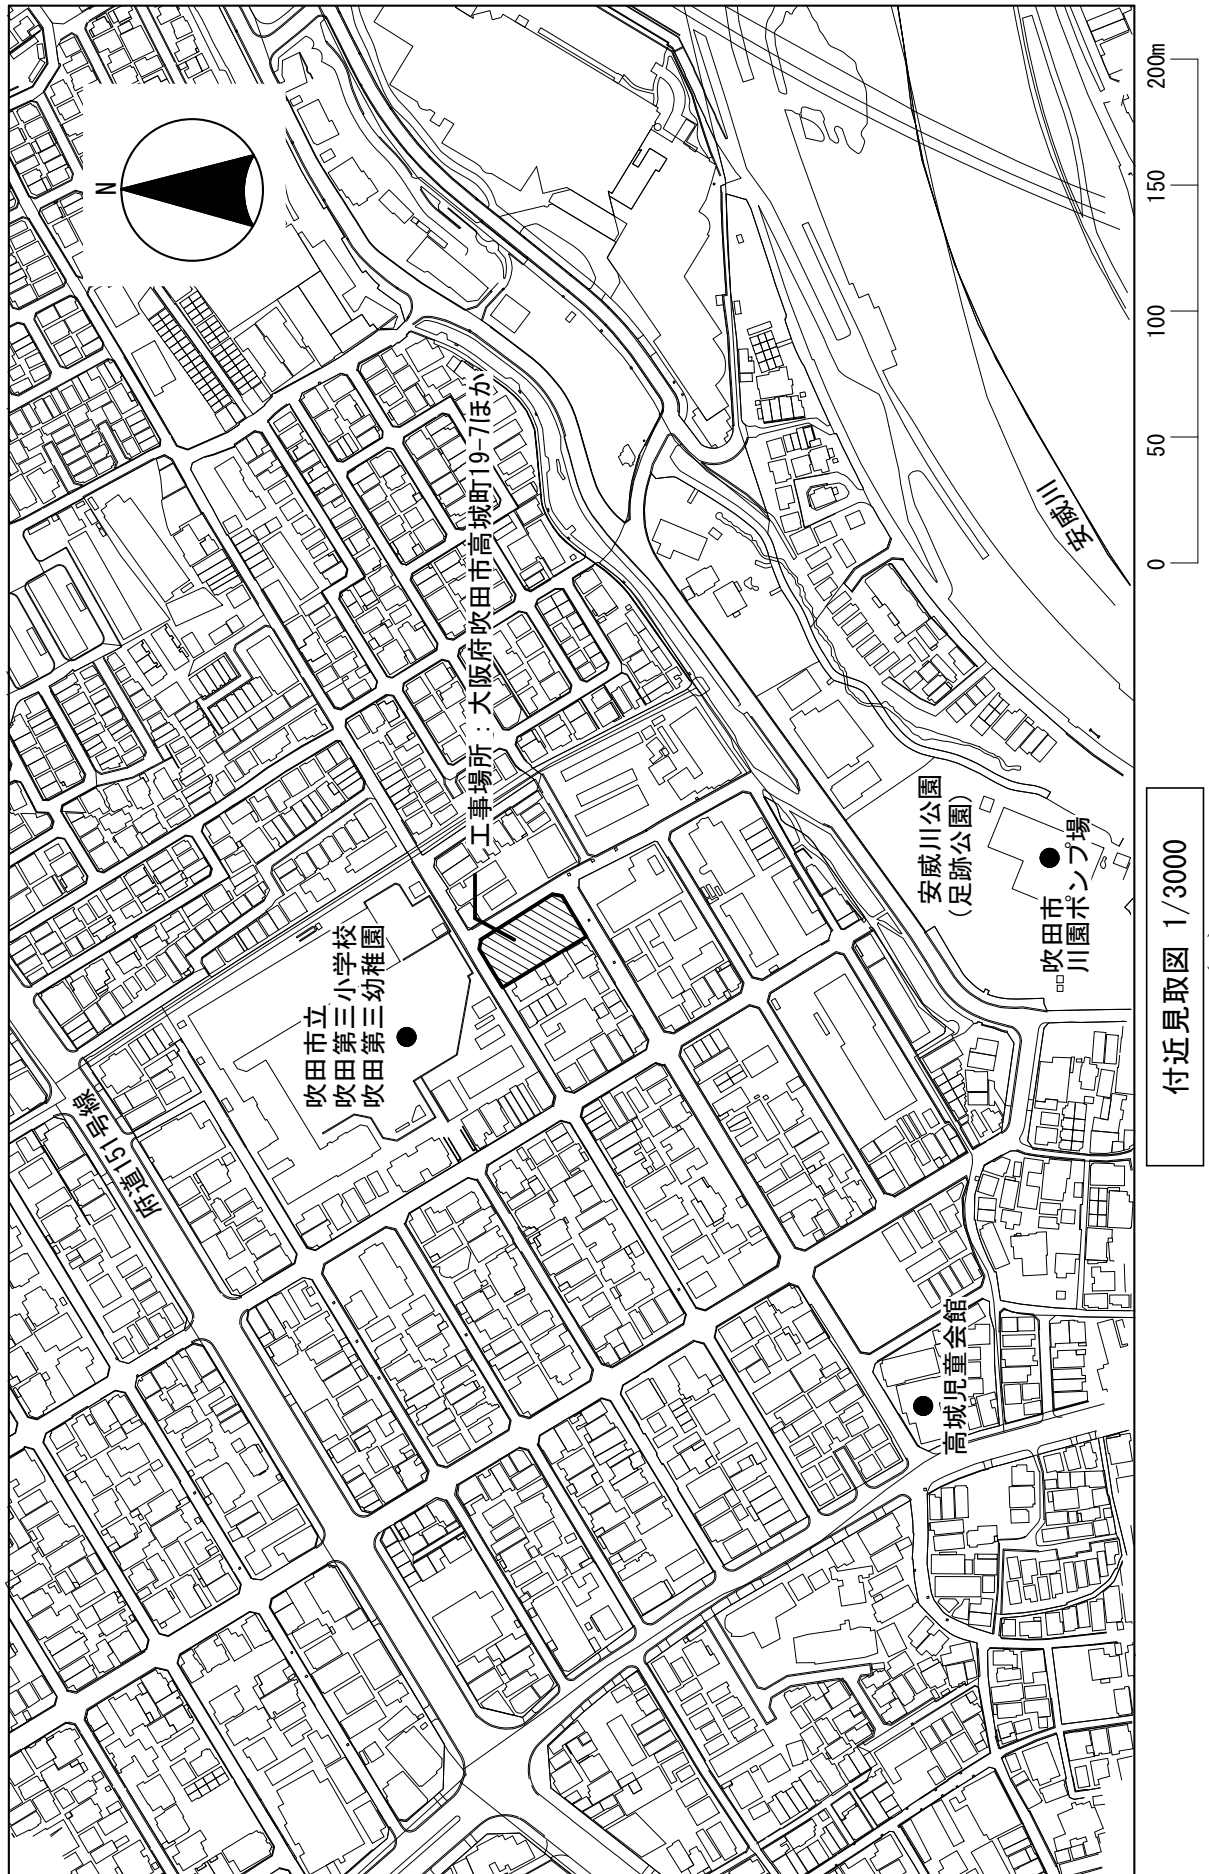 N
府道151号線
吹田市立
吹田第三小学校
吹田第三幼稚園
工事場所：大阪府吹田市高城町19-7ほか
高城児童会館
安威川公園
(足跡公園)
吹田市
川園ポンプ場
安威川
付近見取図 1/3000
0 50 100 150 200m